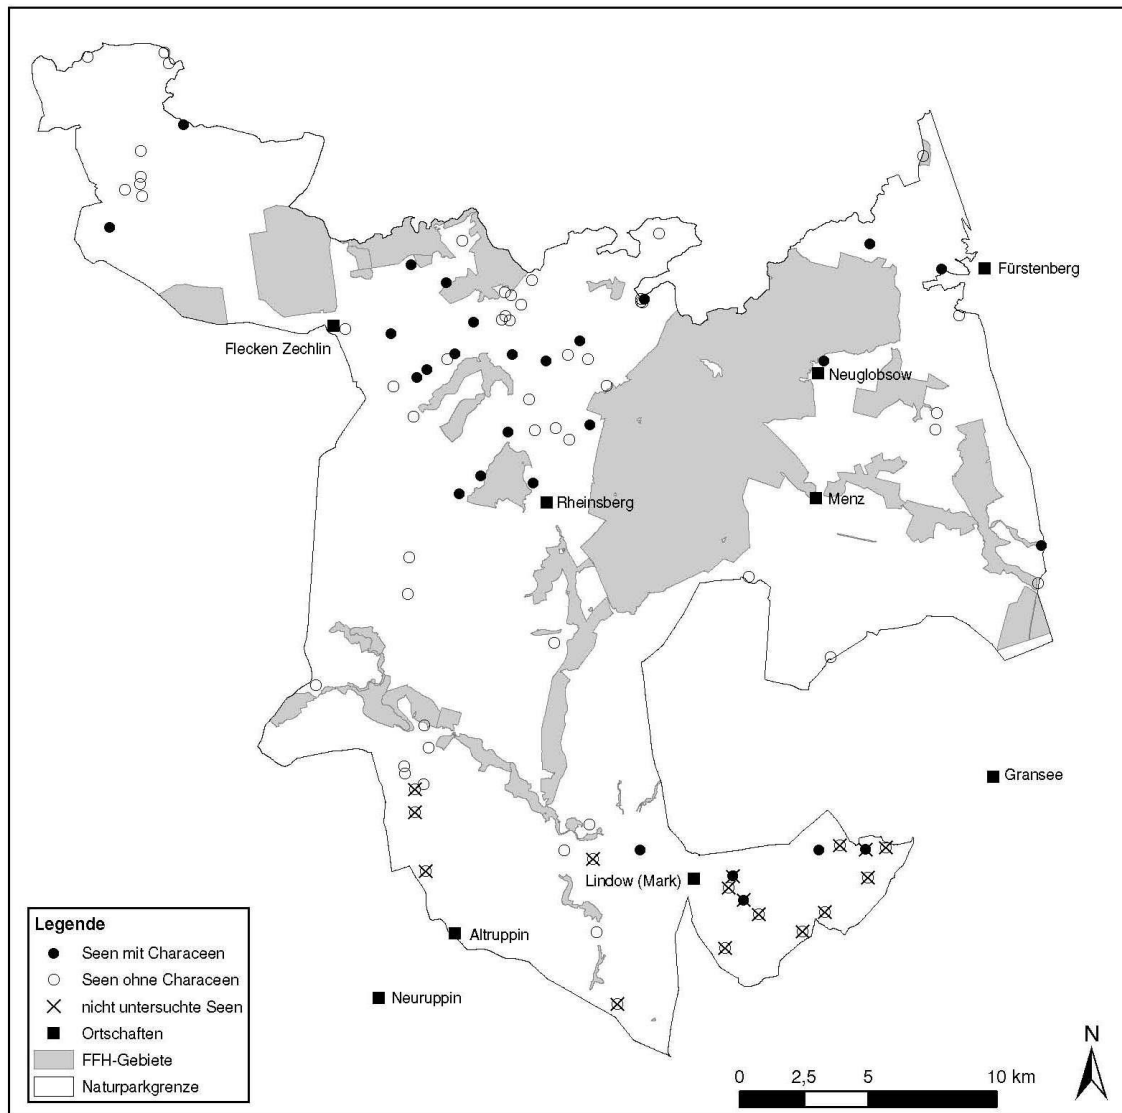 Fürstenberg
Flecken Zechlin
Neuglobsow
Rheinsberg
Menz
Gransee
Lindow (Mark)
Altruppin
Neuruppin
Legende
Seen mit Characeen
Seen ohne Characeen
nicht untersuchte Seen
Ortschaften
FFH-Gebiete
Naturparkgrenze
N
0 2,5 5 10 km